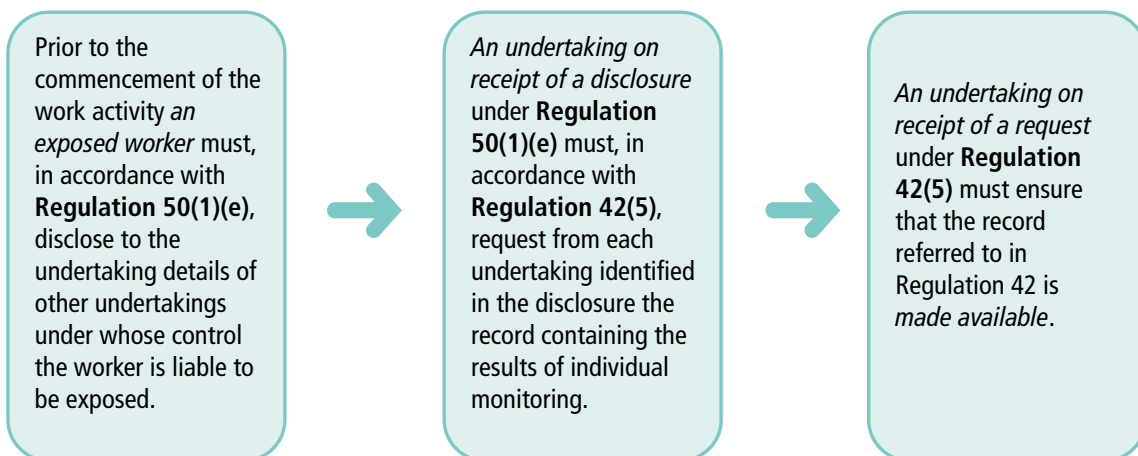 Prior to the
commencement of the
work activity an
exposed worker must,
in accordance with
Regulation 50(1)(e),
disclose to the
undertaking details of
other undertakings
under whose control
the worker is liable to
be exposed.
An undertaking on
receipt of a disclosure
under Regulation
50(1)(e) must, in
accordance with
Regulation 42(5),
request from each
undertaking identified
in the disclosure the
record containing the
results of individual
monitoring.
An undertaking on
receipt of a request
under Regulation
42(5) must ensure
that the record
referred to in
Regulation 42 is
made available.